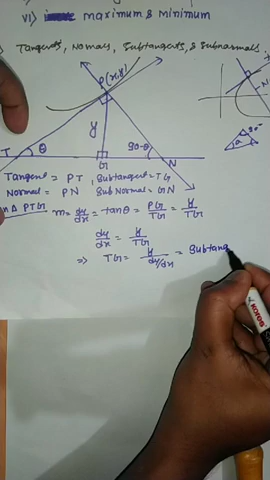 VI) maximum & minimum
Tangents, Normals, Subtangents, & Subnormals.
P(x,y)
y
T θ G 90-θ N
Tangent = PT, Subtangent = TG
Normal = PN Sub Normal = GN
In Δ PTG m = dy/dx = tanθ = PG/TG = y/TG
dy/dx = y/TG
⇒ TG = y/dy/dx = Subtang
Kores